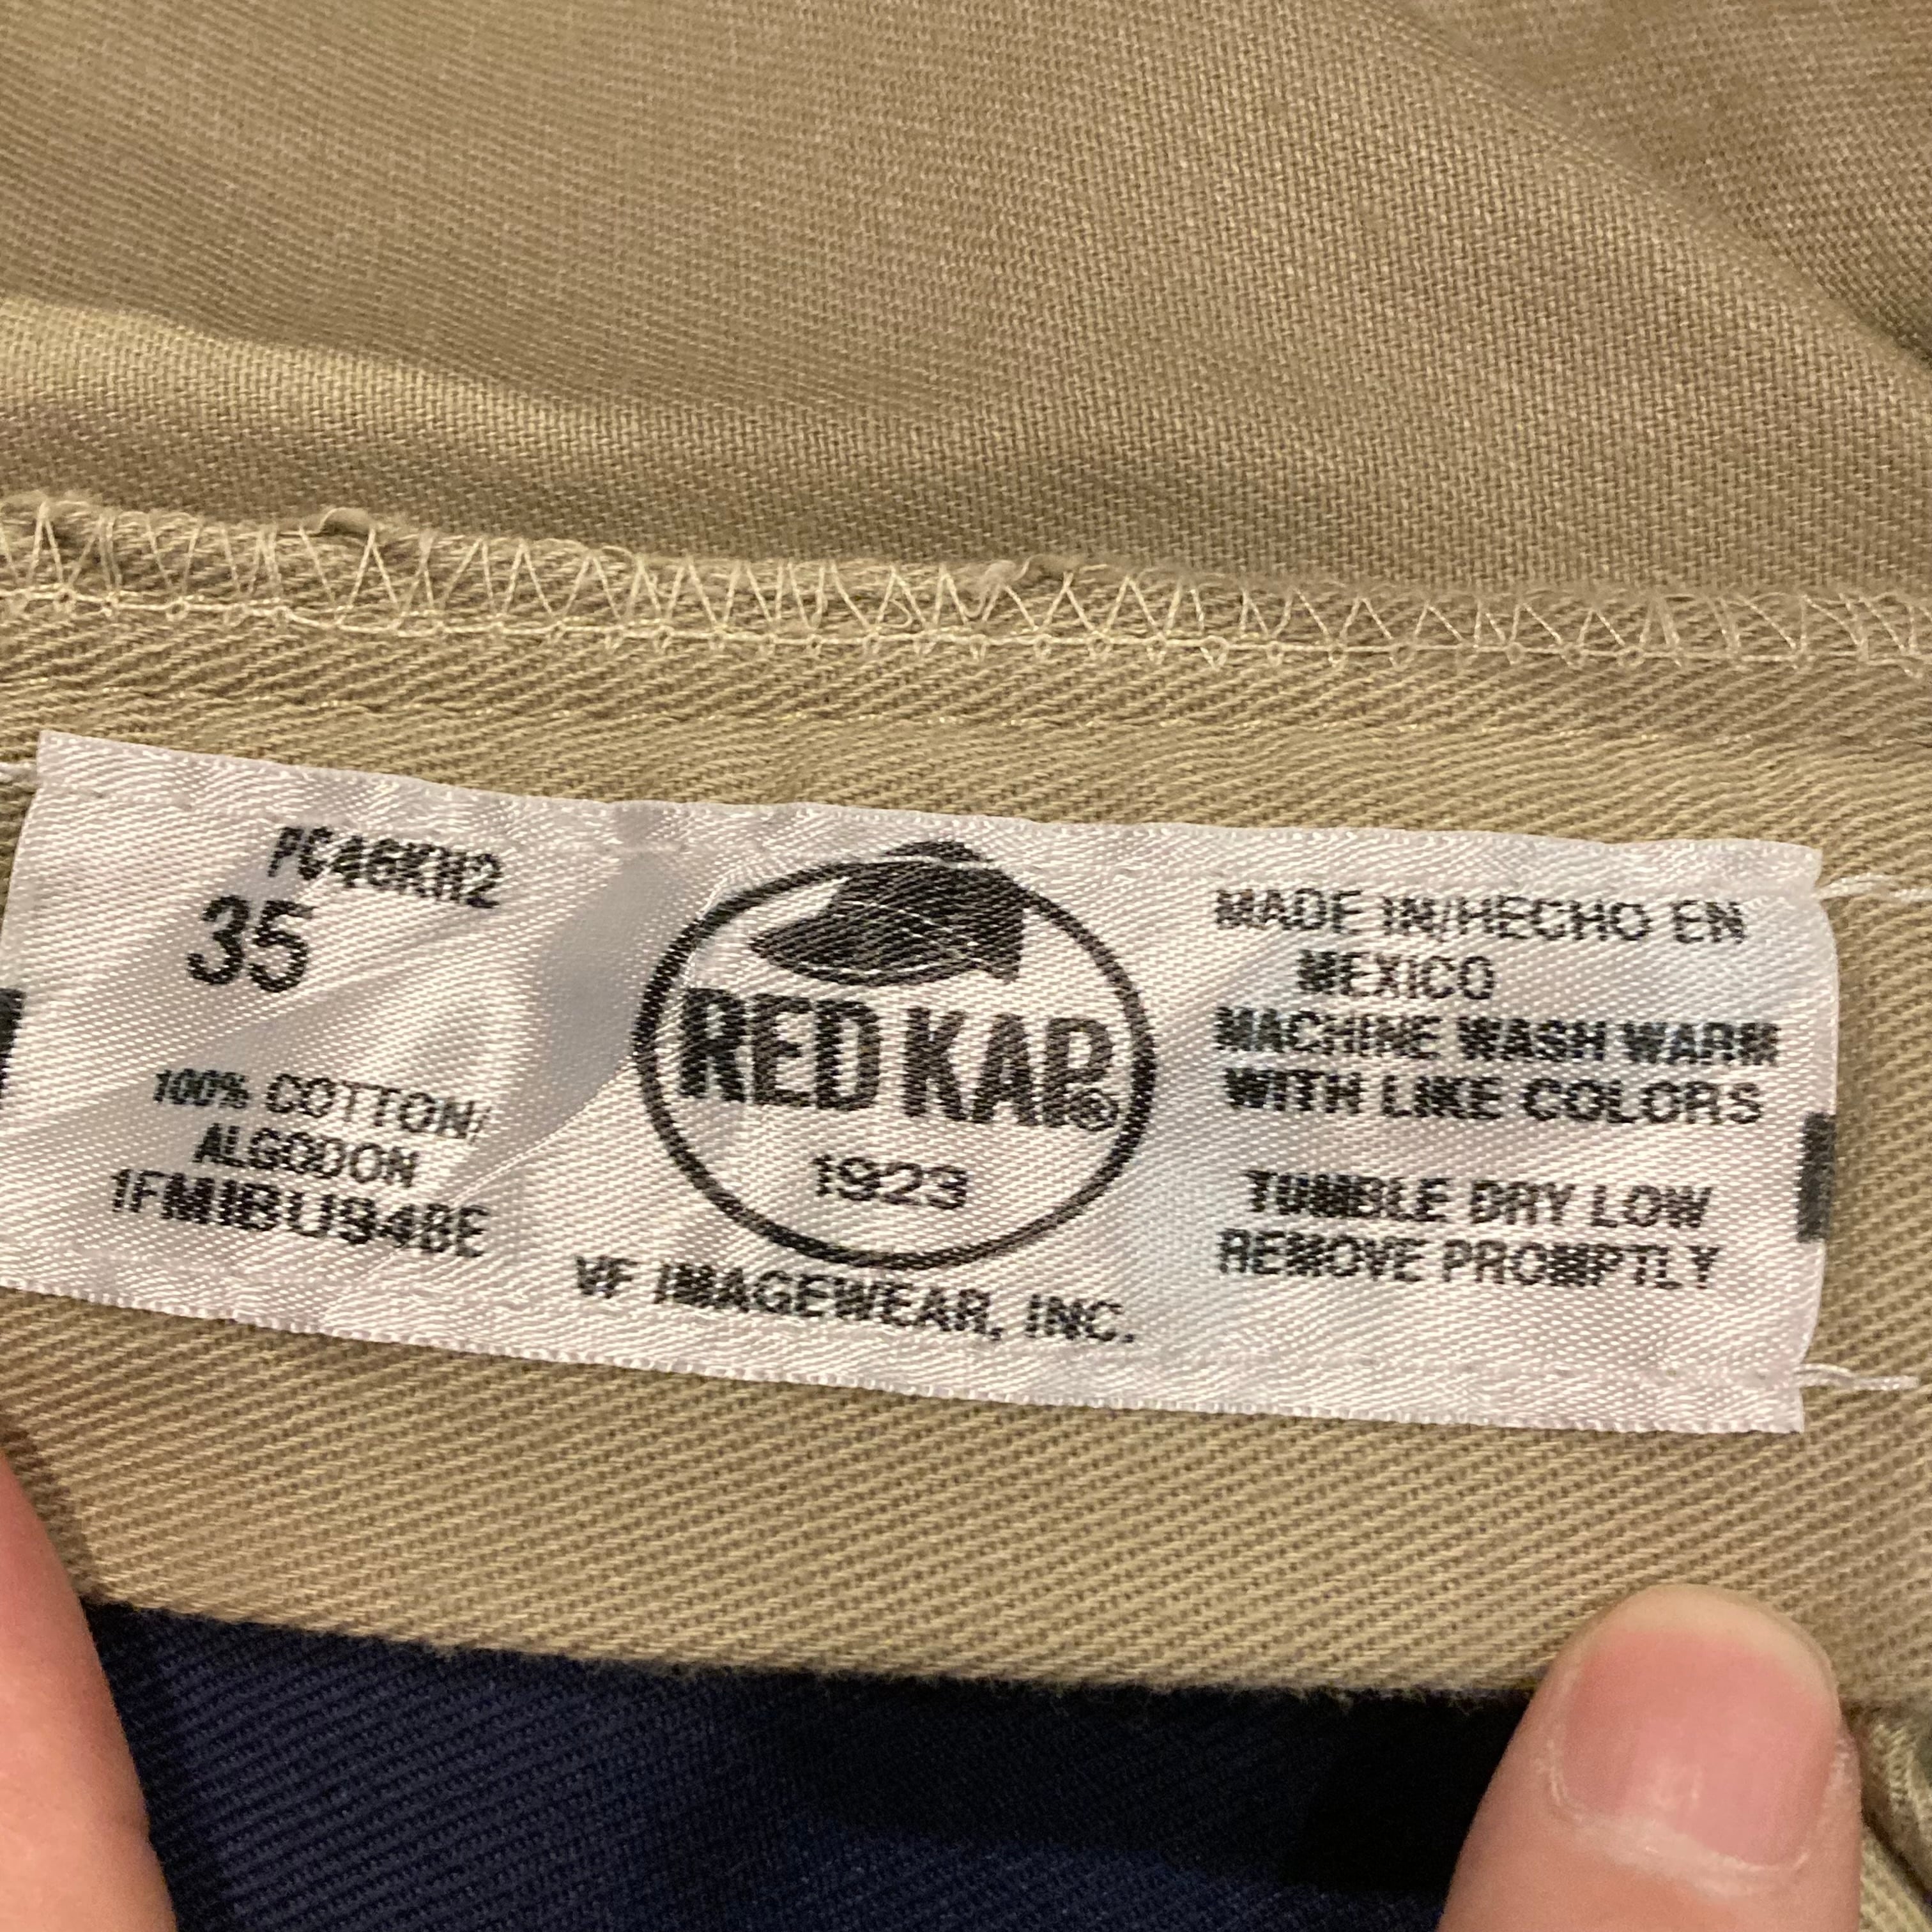 PC46KH2
35
100% COTTON/
ALGODON
RED KAP®
1923
VF IMAGEWEAR, INC.
MADE IN/HECHO EN
MEXICO
MACHINE WASH WARM
WITH LIKE COLORS
TUMBLE DRY LOW
REMOVE PROMPTLY